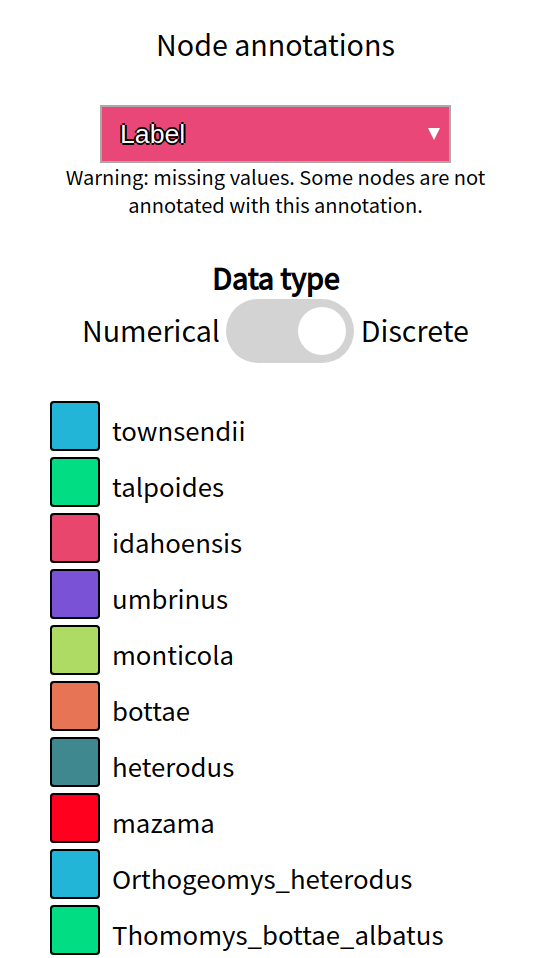 Node annotations
Label
Warning: missing values. Some nodes are not
annotated with this annotation.
Data type
Numerical Discrete
townsendii
talpoides
idahoensis
umbrinus
monticola
bottae
heterodus
mazama
Orthogeomys_heterodus
Thomomys_bottae_albatus